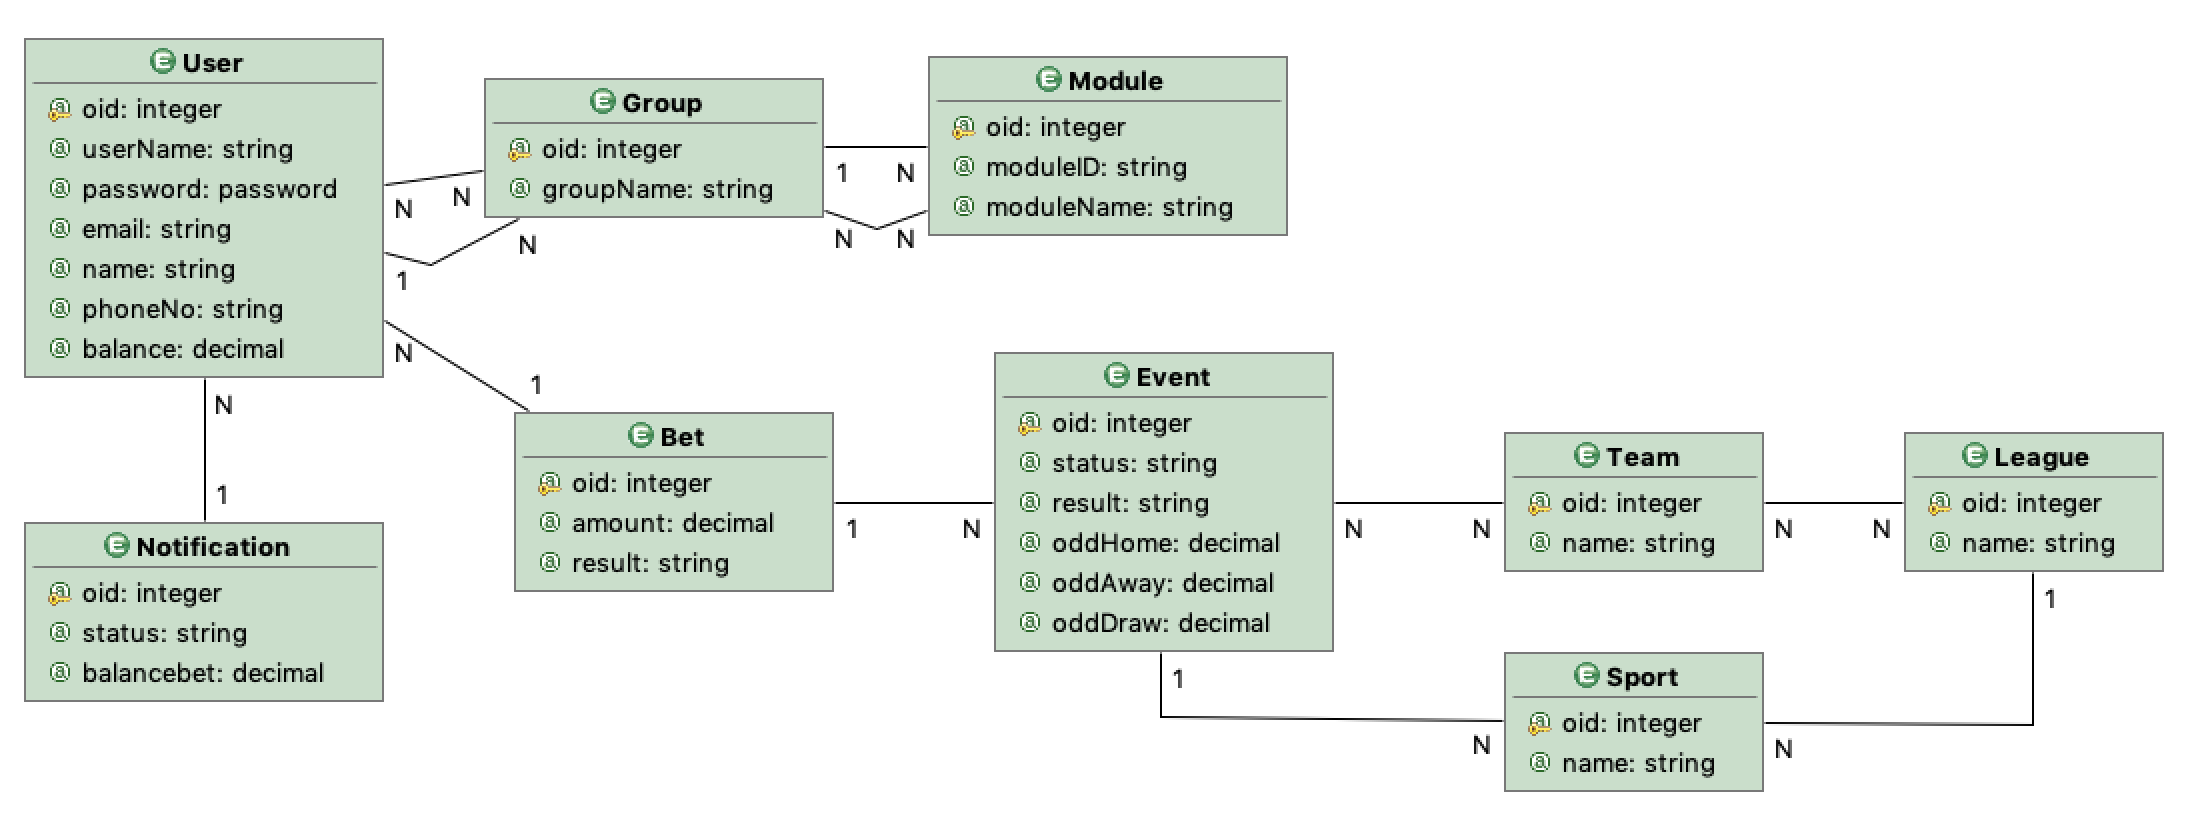 User
oid: integer
userName: string
password: password
email: string
name: string
phoneNo: string
balance: decimal
Group
oid: integer
groupName: string
Module
oid: integer
moduleID: string
moduleName: string
N
N
1
N
1
N
N
N
N
1
N
1
Notification
oid: integer
status: string
balancebet: decimal
Bet
oid: integer
amount: decimal
result: string
1
N
Event
oid: integer
status: string
result: string
oddHome: decimal
oddAway: decimal
oddDraw: decimal
N
N
Team
oid: integer
name: string
N
N
League
oid: integer
name: string
1
N
1
N
Sport
oid: integer
name: string